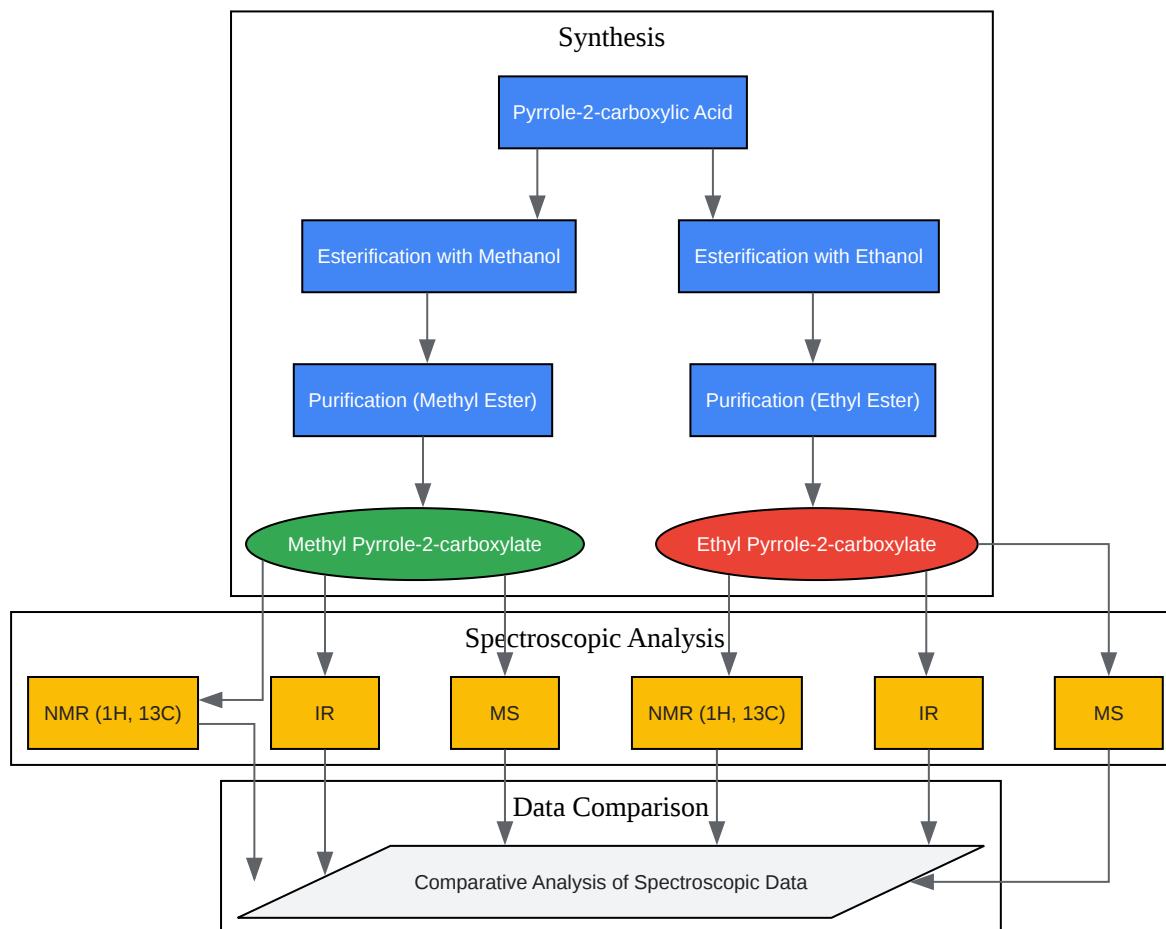 Synthesis
Pyrrole-2-carboxylic Acid
Esterification with Methanol
Esterification with Ethanol
Purification (Methyl Ester)
Purification (Ethyl Ester)
Methyl Pyrrole-2-carboxylate
Ethyl Pyrrole-2-carboxylate
Spectroscopic Analysis
NMR (1H, 13C)
IR
MS
NMR (1H, 13C)
IR
MS
Data Comparison
Comparative Analysis of Spectroscopic Data